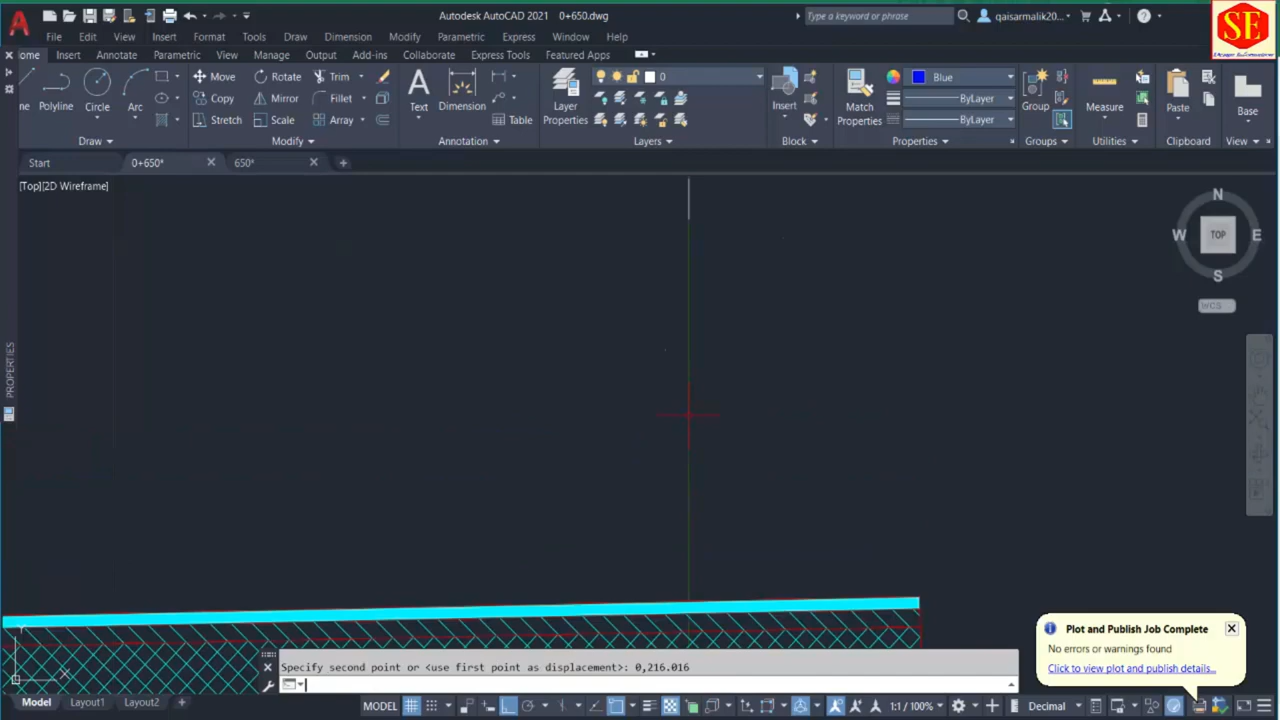 Autodesk AutoCAD 2021 0+650.dwg
Type a keyword or phrase
qaisarmalik20...
SE
File Edit View Insert Format Tools Draw Dimension Modify Parametric Express Window Help
ome Insert Annotate Parametric View Manage Output Add-ins Collaborate Express Tools Featured Apps
Move Rotate Trim
0
Blue
ne Polyline Circle Arc
Copy Mirror Fillet
Text Dimension
Layer Properties
Insert
Match Properties
ByLayer
Group
Measure
Paste
Base
Stretch Scale Array
Table
ByLayer
Draw Modify Annotation Layers Block Properties Groups Utilities Clipboard View
Start 0+650* 650*
[Top][2D Wireframe]
N
W TOP E
S
WCS
PROPERTIES
Plot and Publish Job Complete
No errors or warnings found
Click to view plot and publish details...
Y
X
Specify second point or <use first point as displacement>: 0,216.016
Model Layout1 Layout2
MODEL
1:1 / 100%
Decimal